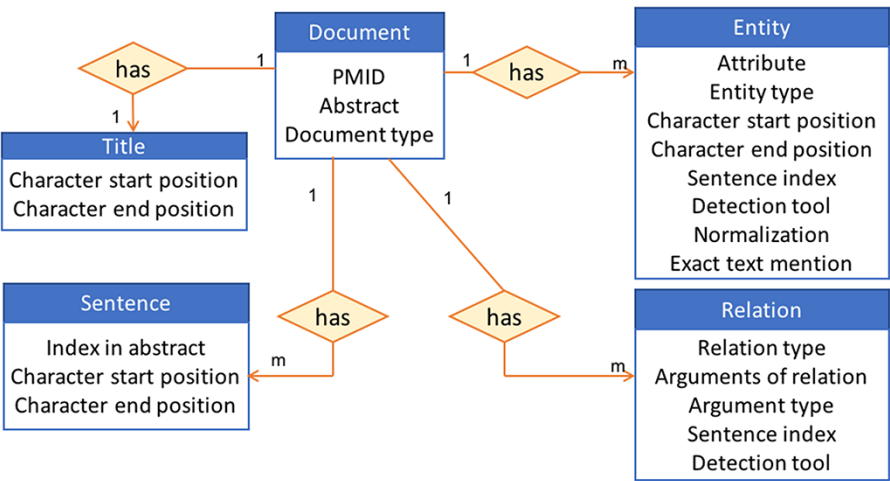 Document
PMID
Abstract
Document type
has
1
1
Title
Character start position
Character end position
1
has
m
Entity
Attribute
Entity type
Character start position
Character end position
Sentence index
Detection tool
Normalization
Exact text mention
1
has
m
Sentence
Index in abstract
Character start position
Character end position
1
has
m
Relation
Relation type
Arguments of relation
Argument type
Sentence index
Detection tool